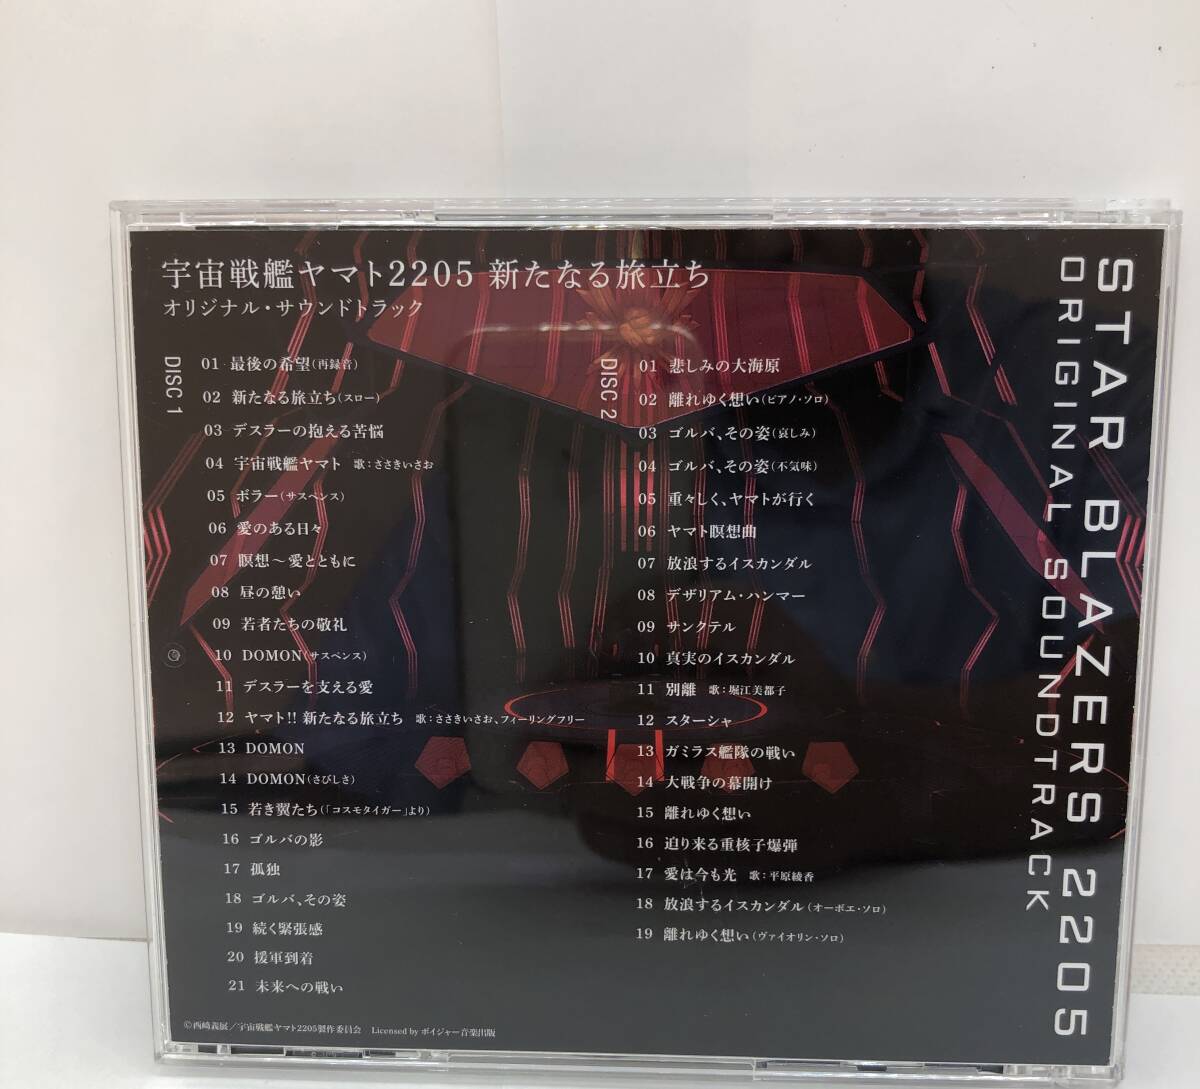 宇宙戦艦ヤマト2205 新たなる旅立ち
オリジナル・サウンドトラック
DISC 1
01 最後の希望(再録音)
02 新たなる旅立ち(スロー)
03 デスラーの抱える苦悩
04 宇宙戦艦ヤマト 歌:ささきいさお
05 ボラー(サスペンス)
06 愛のある日々
07 瞑想~愛とともに
08 昼の憩い
09 若者たちの敬礼
10 DOMON(サスペンス)
11 デスラーを支える愛
12 ヤマト!! 新たなる旅立ち 歌:ささきいさお、フィーリングフリー
13 DOMON
14 DOMON(さびしさ)
15 若き翼たち(「コスモタイガー」より)
16 ゴルバの影
17 孤独
18 ゴルバ、その姿
19 続く緊張感
20 援軍到着
21 未来への戦い
DISC 2
01 悲しみの大海原
02 離れゆく想い(ピアノ・ソロ)
03 ゴルバ、その姿(哀しみ)
04 ゴルバ、その姿(不気味)
05 重々しく、ヤマトが行く
06 ヤマト瞑想曲
07 放浪するイスカンダル
08 デザリアム・ハンマー
09 サンクテル
10 真実のイスカンダル
11 別離 歌:堀江美都子
12 スターシャ
13 ガミラス艦隊の戦い
14 大戦争の幕開け
15 離れゆく想い
16 迫り来る重核子爆弾
17 愛は今も光 歌:平原綾香
18 放浪するイスカンダル(オーボエ・ソロ)
19 離れゆく想い(ヴァイオリン・ソロ)
STAR BLAZERS 2205
ORIGINAL SOUNDTRACK
©西﨑義展/宇宙戦艦ヤマト2205製作委員会 Licensed by ボイジャー音楽出版